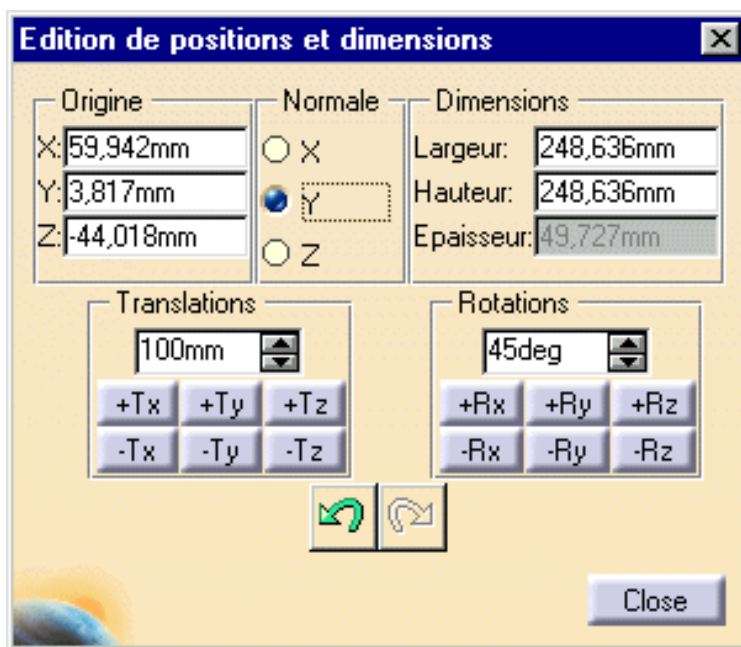 Edition de positions et dimensions
Origine Normale Dimensions
X: 59,942mm X Largeur: 248,636mm
Y: 3,817mm Y Hauteur: 248,636mm
Z: -44,018mm Z Epaisseur: 49,727mm
Translations Rotations
100mm 45deg
+Tx +Ty +Tz +Rx +Ry +Rz
-Tx -Ty -Tz -Rx -Ry -Rz
Close